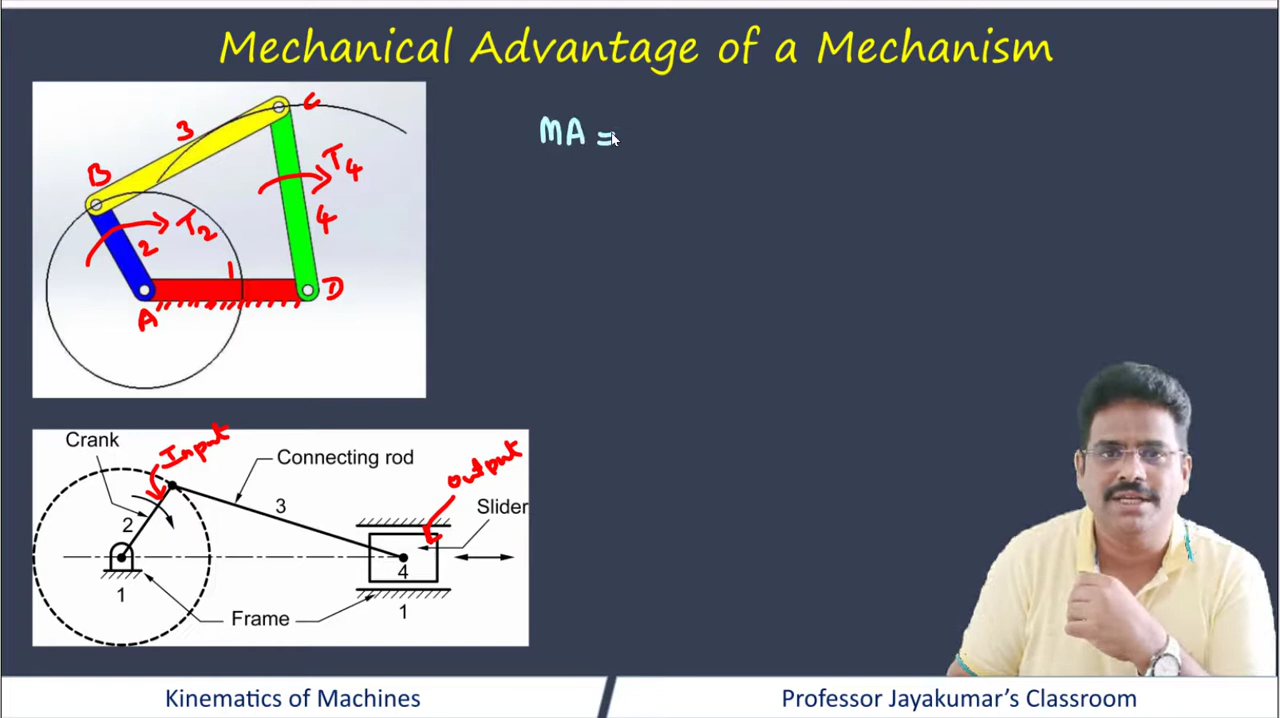 Mechanical Advantage of a Mechanism
C
3
MA =
B
T4
T2
4
2
1
D
A
Crank
Input
Output
Connecting rod
3
Slider
2
4
1
1
Frame
Kinematics of Machines
Professor Jayakumar's Classroom